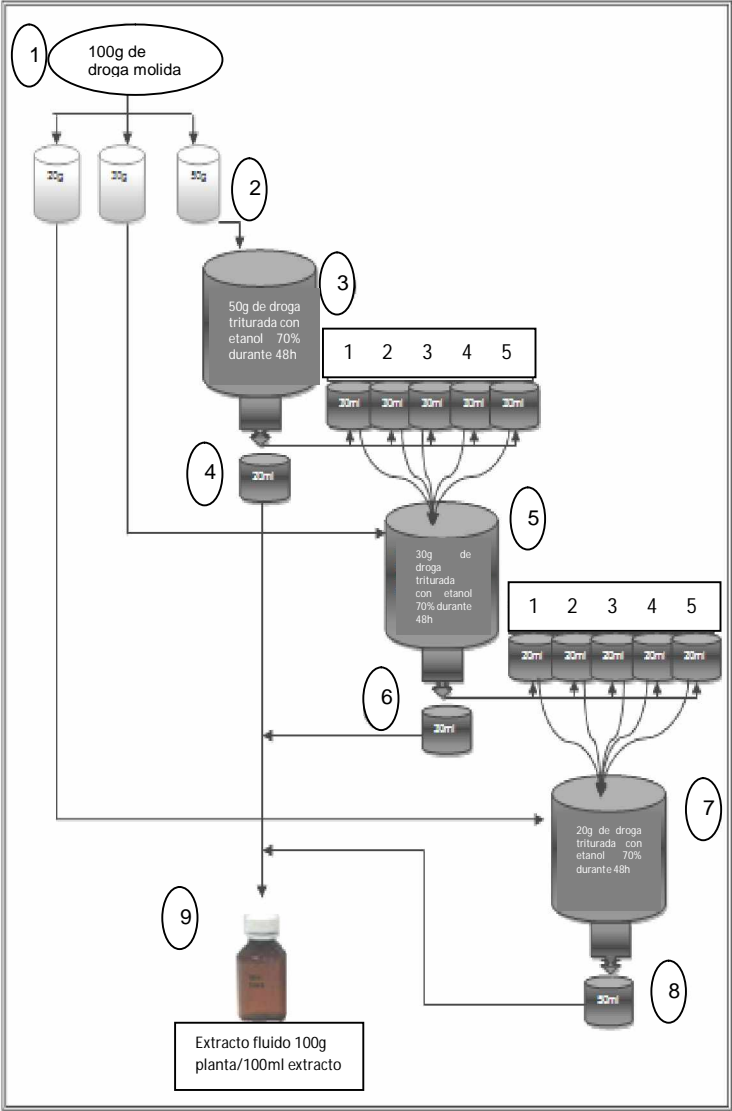 1
100g de
droga molida
20g
30g
50g
2
3
50g de droga
triturada con
etanol 70%
durante 48h
1 2 3 4 5
30ml 30ml 30ml 30ml 30ml
4
20ml
5
30g de
droga
triturada
con etanol
70% durante
48h
1 2 3 4 5
20ml 20ml 20ml 20ml 20ml
6
30ml
7
20g de droga
triturada con
etanol 70%
durante 48h
8
50ml
9
Extracto fluido 100g
planta/100ml extracto